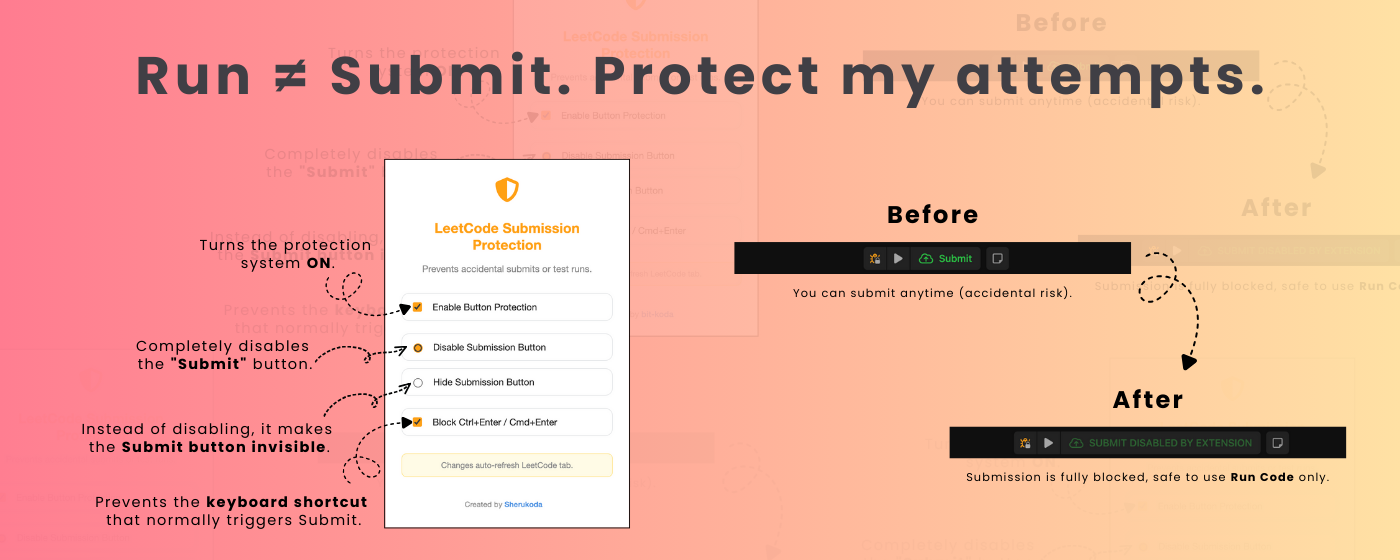 Run ≠ Submit. Protect my attempts.
Turns the protection
system ON.
Completely disables
the "Submit" button.
Instead of disabling, it makes
the Submit button invisible.
Prevents the keyboard shortcut
that normally triggers Submit.
LeetCode Submission
Protection
Prevents accidental submits or test runs.
Enable Button Protection
Disable Submission Button
Hide Submission Button
Block Ctrl+Enter / Cmd+Enter
Changes auto-refresh LeetCode tab.
Created by Sherukoda
Before
Submit
You can submit anytime (accidental risk).
After
SUBMIT DISABLED BY EXTENSION
Submission is fully blocked, safe to use Run Code only.